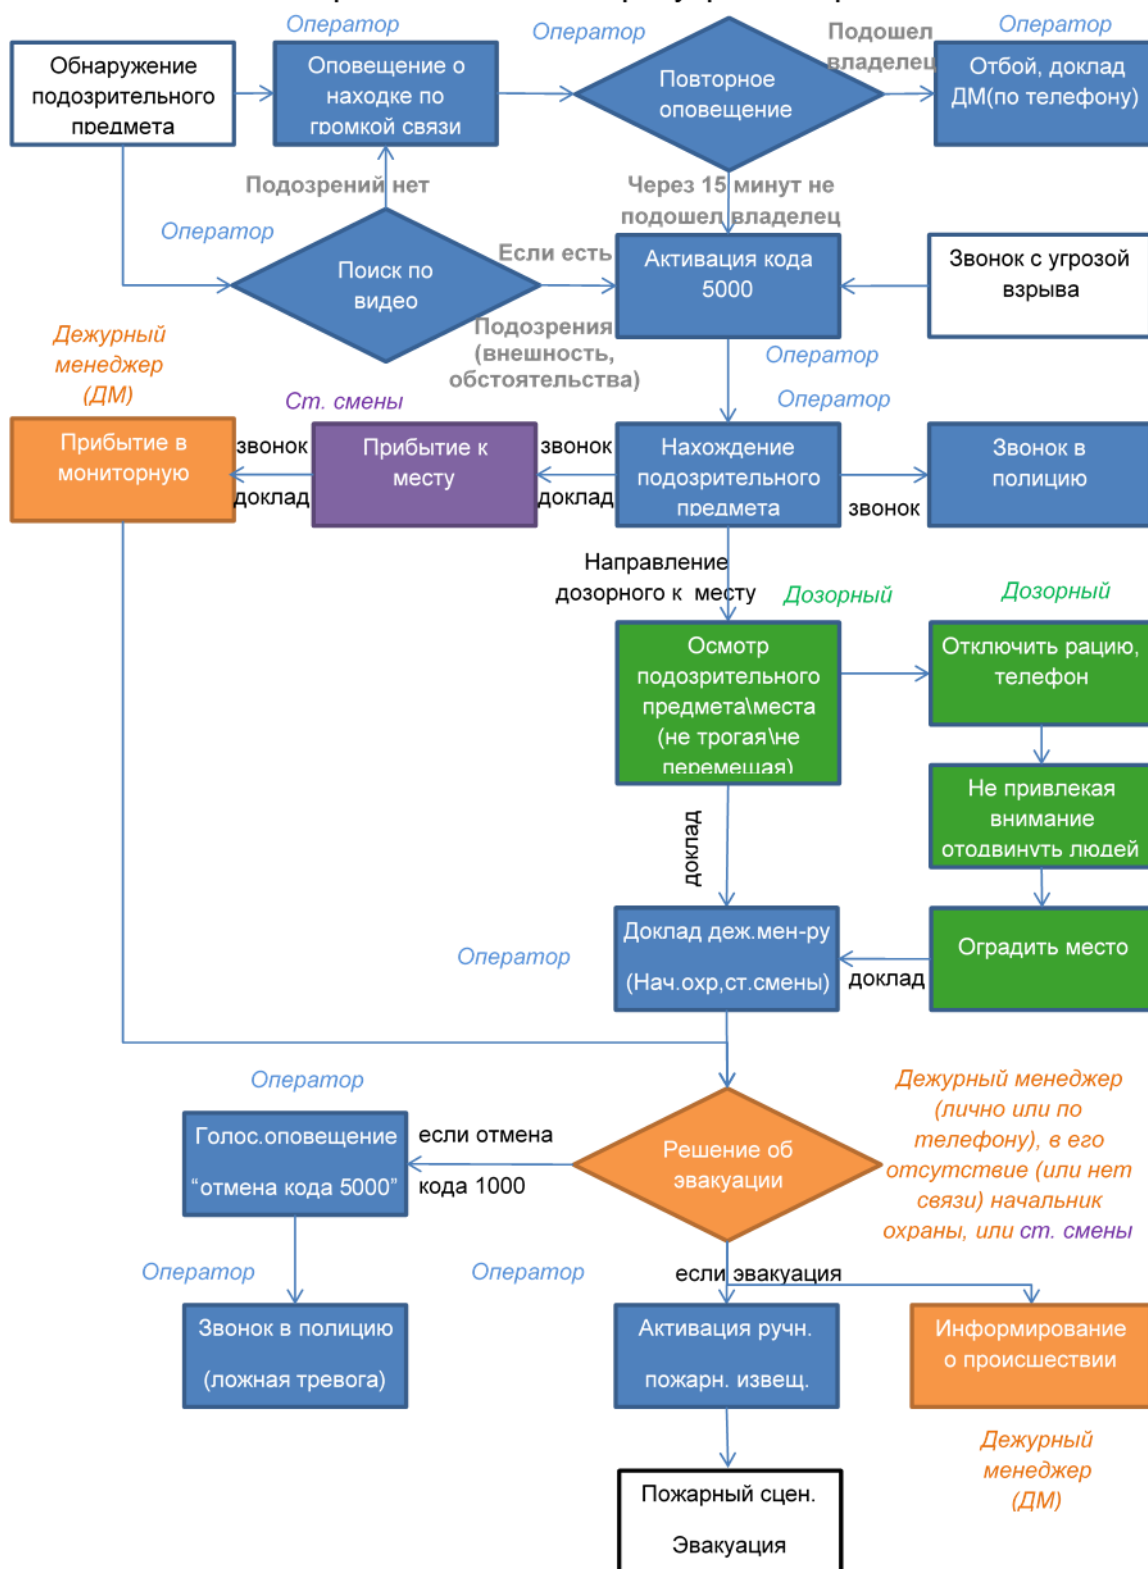 Оператор
Оператор
Подошел
владелец
Оператор
Обнаружение
подозрительного
предмета
Оповещение о
находке по
громкой связи
Повторное
оповещение
Отбой, доклад
ДМ(по телефону)
Подозрений нет
Через 15 минут не
подошел владелец
Оператор
Поиск по
видео
Если есть
Подозрения
(внешность,
обстоятельства)
Активация кода
5000
Звонок с угрозой
взрыва
Оператор
Дежурный
менеджер
(ДМ)
Ст. смены
Оператор
Прибытие в
мониторную
звонок
доклад
Прибытие к
месту
звонок
доклад
Нахождение
подозрительного
предмета
звонок
Звонок в
полицию
Направление
дозорного к месту
Дозорный
Дозорный
Осмотр
подозрительного
предмета\места
(не трогая\не
перемещая)
Отключить рацию,
телефон
Не привлекая
внимание
отодвинуть людей
доклад
Оператор
Доклад деж.мен-ру
(Нач.охр,ст.смены)
доклад
Оградить место
Оператор
Голос.оповещение
“отмена кода 5000”
если отмена
кода 1000
Решение об
эвакуации
Дежурный менеджер
(лично или по
телефону), в его
отсутствие (или нет
связи) начальник
охраны, или ст. смены
Оператор
Оператор
если эвакуация
Звонок в полицию
(ложная тревога)
Активация ручн.
пожарн. извещ.
Информирование
о происшествии
Дежурный
менеджер
(ДМ)
Пожарный сцен.
Эвакуация